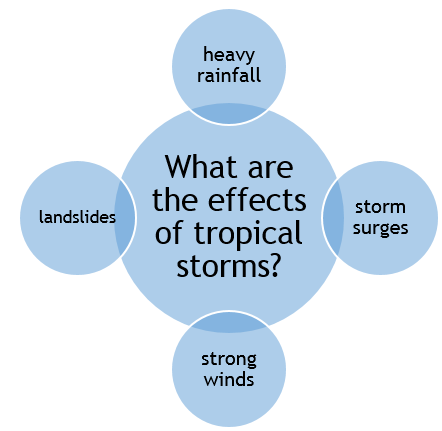 heavy
rainfall
What are
the effects
of tropical
storms?
landslides
storm
surges
strong
winds